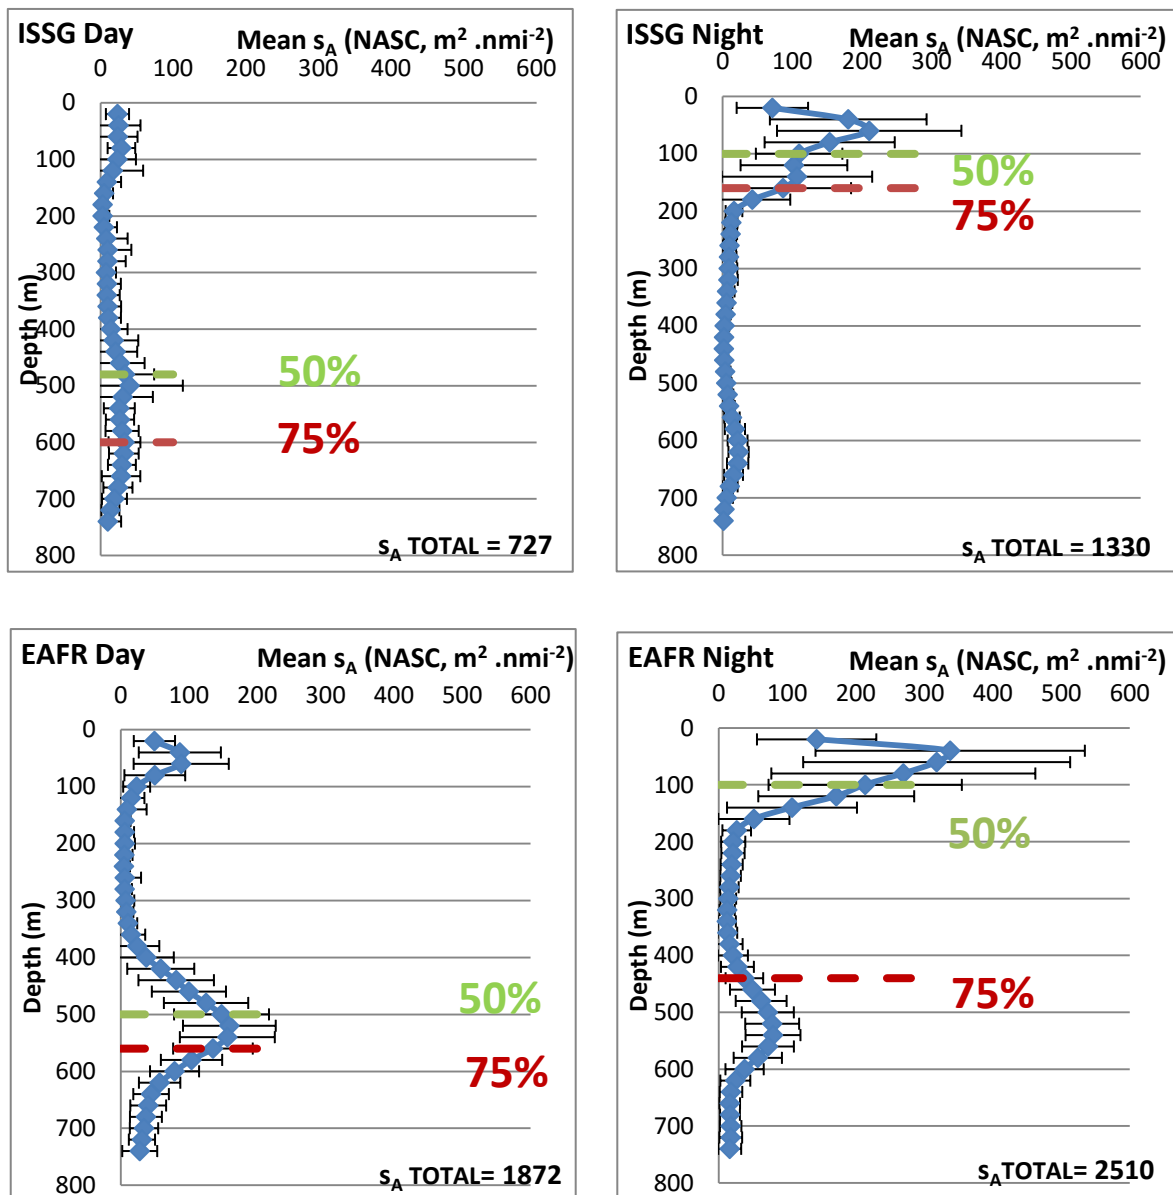 ISSG Day
Mean sA (NASC, m² .nmi⁻²)
0 100 200 300 400 500 600
0
100
200
300
400
500
600
700
800
Depth (m)
50%
75%
sA TOTAL = 727
ISSG Night
Mean sA (NASC, m² .nmi⁻²)
0 100 200 300 400 500 600
0
100
200
300
400
500
600
700
800
Depth (m)
50%
75%
sA TOTAL = 1330
EAFR Day
Mean sA (NASC, m² .nmi⁻²)
0 100 200 300 400 500 600
0
100
200
300
400
500
600
700
800
Depth (m)
50%
75%
sA TOTAL= 1872
EAFR Night
Mean sA (NASC, m² .nmi⁻²)
0 100 200 300 400 500 600
0
100
200
300
400
500
600
700
800
Depth (m)
50%
75%
sATOTAL= 2510